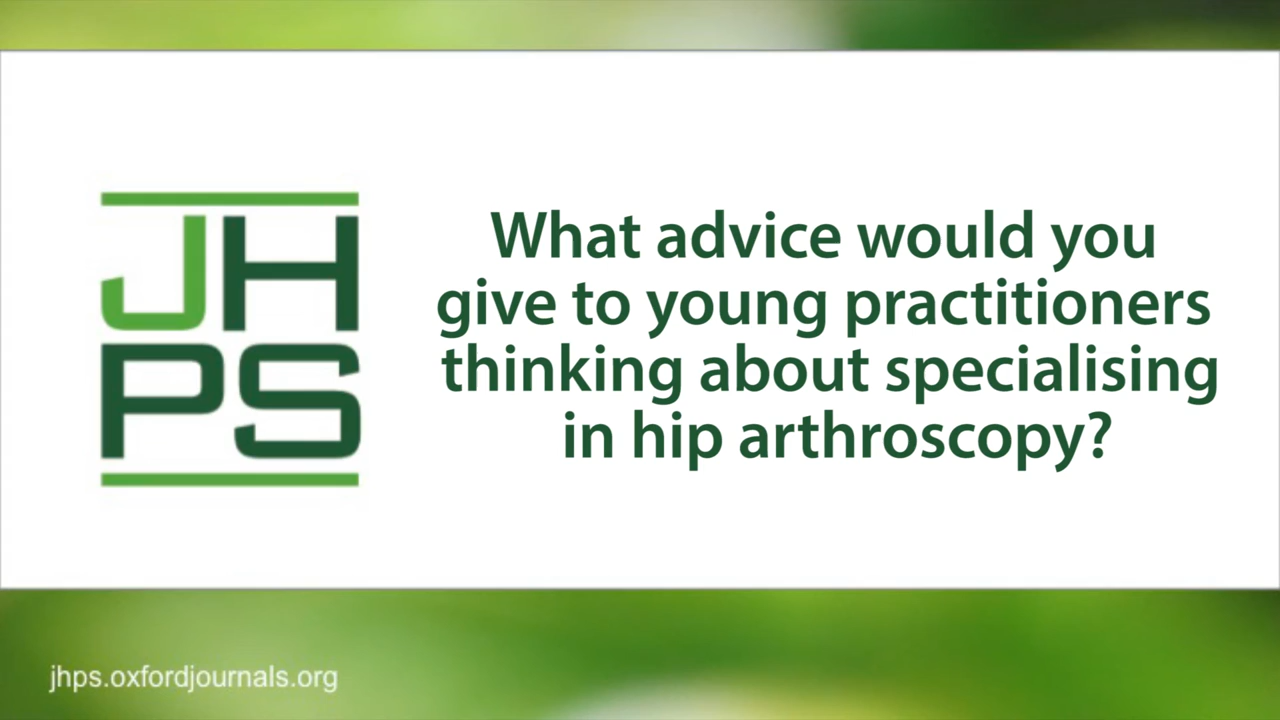 JH
PS
What advice would you
give to young practitioners
thinking about specialising
in hip arthroscopy?
jhps.oxfordjournals.org